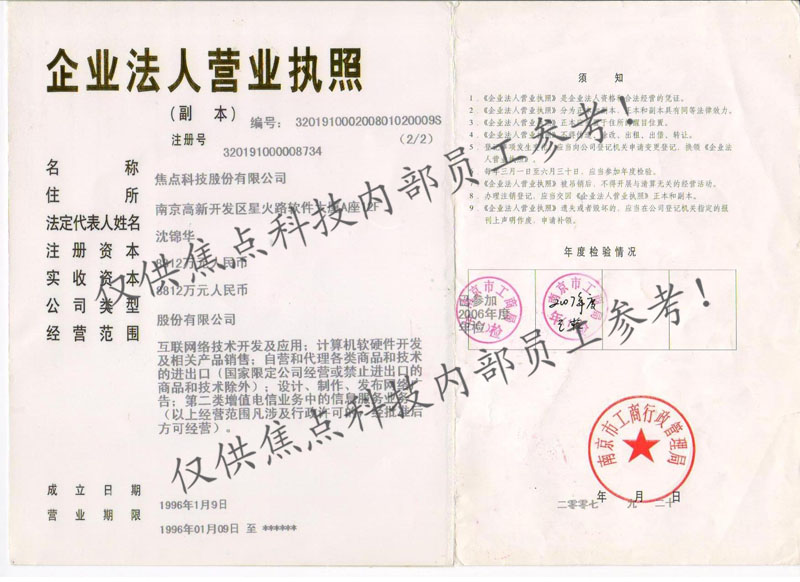 企业法人营业执照
(副 本)
编号: 320191000200801020009S
注册号
(2/2)
320191000008734
名 称
焦点科技股份有限公司
住 所
南京高新开发区星火路软件大厦A座12F
法定代表人姓名
沈锦华
注册资本
8812万元人民币
实收资本
8812万元人民币
公司类型
股份有限公司
经营范围
互联网络技术开发及应用;计算机软硬件开发
及相关产品销售;自营和代理各类商品和技术
的进出口(国家限定公司经营或禁止进出口的
商品和技术除外);设计、制作、发布网络广
告;第二类增值电信业务中的信息服务业务。
(以上经营范围凡涉及行政许可的,经批准后
方可经营)。
成立日期
1996年1月9日
营业期限
1996年01月09日 至 ******
须 知
1.《企业法人营业执照》是企业法人资格和合法经营的凭证。
2.《企业法人营业执照》分为正本和副本,正本和副本具有同等法律效力。
3.《企业法人营业执照》正本应置于住所的醒目位置。
4.《企业法人营业执照》不得伪造、涂改、出租、出借、转让。
5. 登记事项发生变更,应当向公司登记机关申请变更登记,换领《企业法
人营业执照》。
6. 每年三月一日至六月三十日,应当参加年度检验。
7.《企业法人营业执照》被吊销后,不得开展与清算无关的经营活动。
8. 办理注销登记,应当交回《企业法人营业执照》正本和副本。
9.《企业法人营业执照》遗失或者毁坏的,应当在公司登记机关指定的报
刊上声明作废,申请补领。
年度检验情况
南京市工商局
已参加
2006年度
年检
南京市工商局
2007年度
南京市工商行政管理局
年 月 日
二〇〇七 九 二十
仅供焦点科技内部员工参考!
仅供焦点科技内部员工参考!